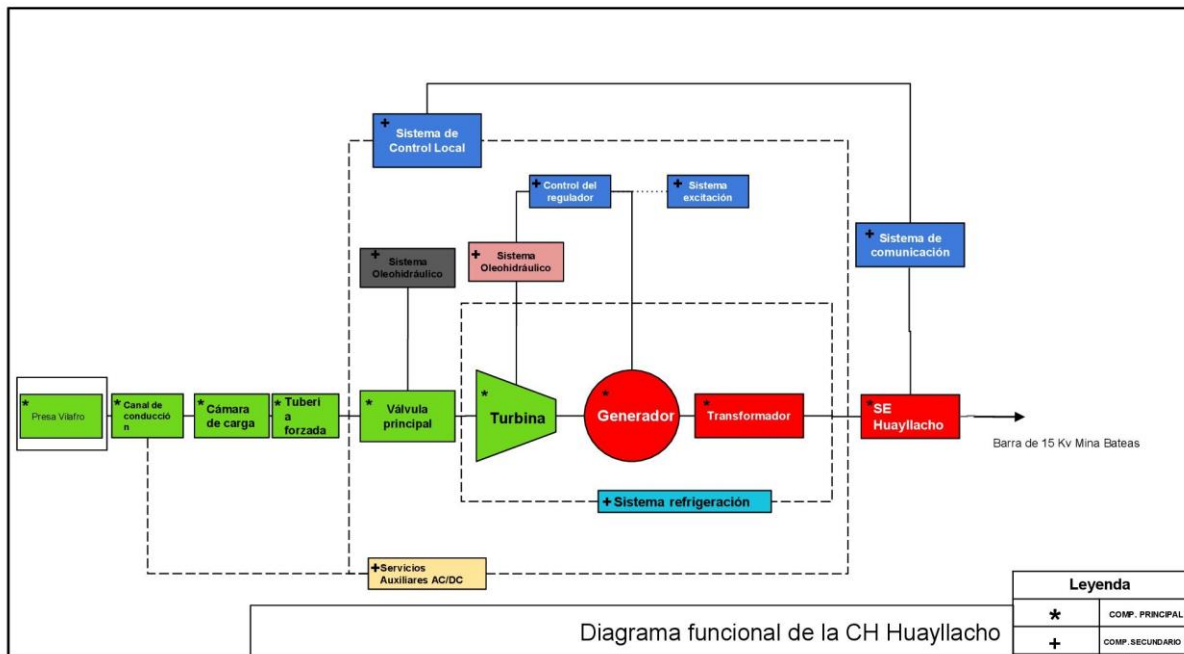 +
Sistema de
Control Local
+
Control del
regulador
+
Sistema
excitación
+
Sistema
Oleohidráulico
+
Sistema
Oleohidráulico
+
Sistema de
comunicación
*
Presa Vilafro
*
Canal de
conducció
n
*
Cámara
de carga
*
Tuberi
a
forzada
*
Válvula
principal
*
Turbina
*
Generador
*
Transformador
*
SE
Huayllacho
Barra de 15 Kv Mina Bateas
+ Sistema refrigeración
+ Servicios
Auxiliares AC/DC
Diagrama funcional de la CH Huayllacho
Leyenda
* COMP. PRINCIPAL
+ COMP.SECUNDARIO